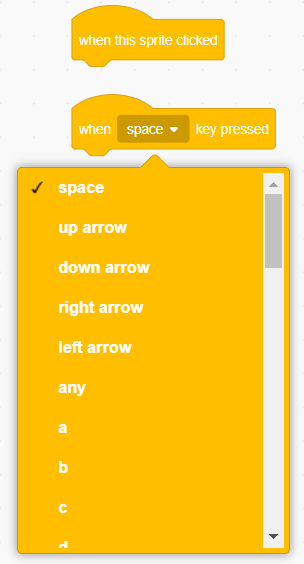 when this sprite clicked
when space key pressed
✓ space
up arrow
down arrow
right arrow
left arrow
any
a
b
c
d